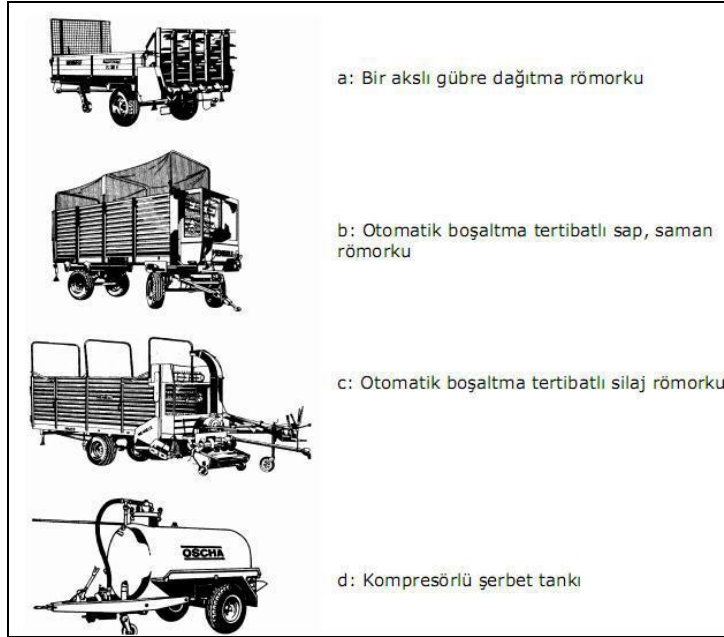 a: Bir akslı gübre dağıtma römorku
b: Otomatik boşaltma tertibatlı sap, saman
römorku
c: Otomatik boşaltma tertibatlı silaj römorku
OSCHA
d: Kompresörlü şerbet tankı